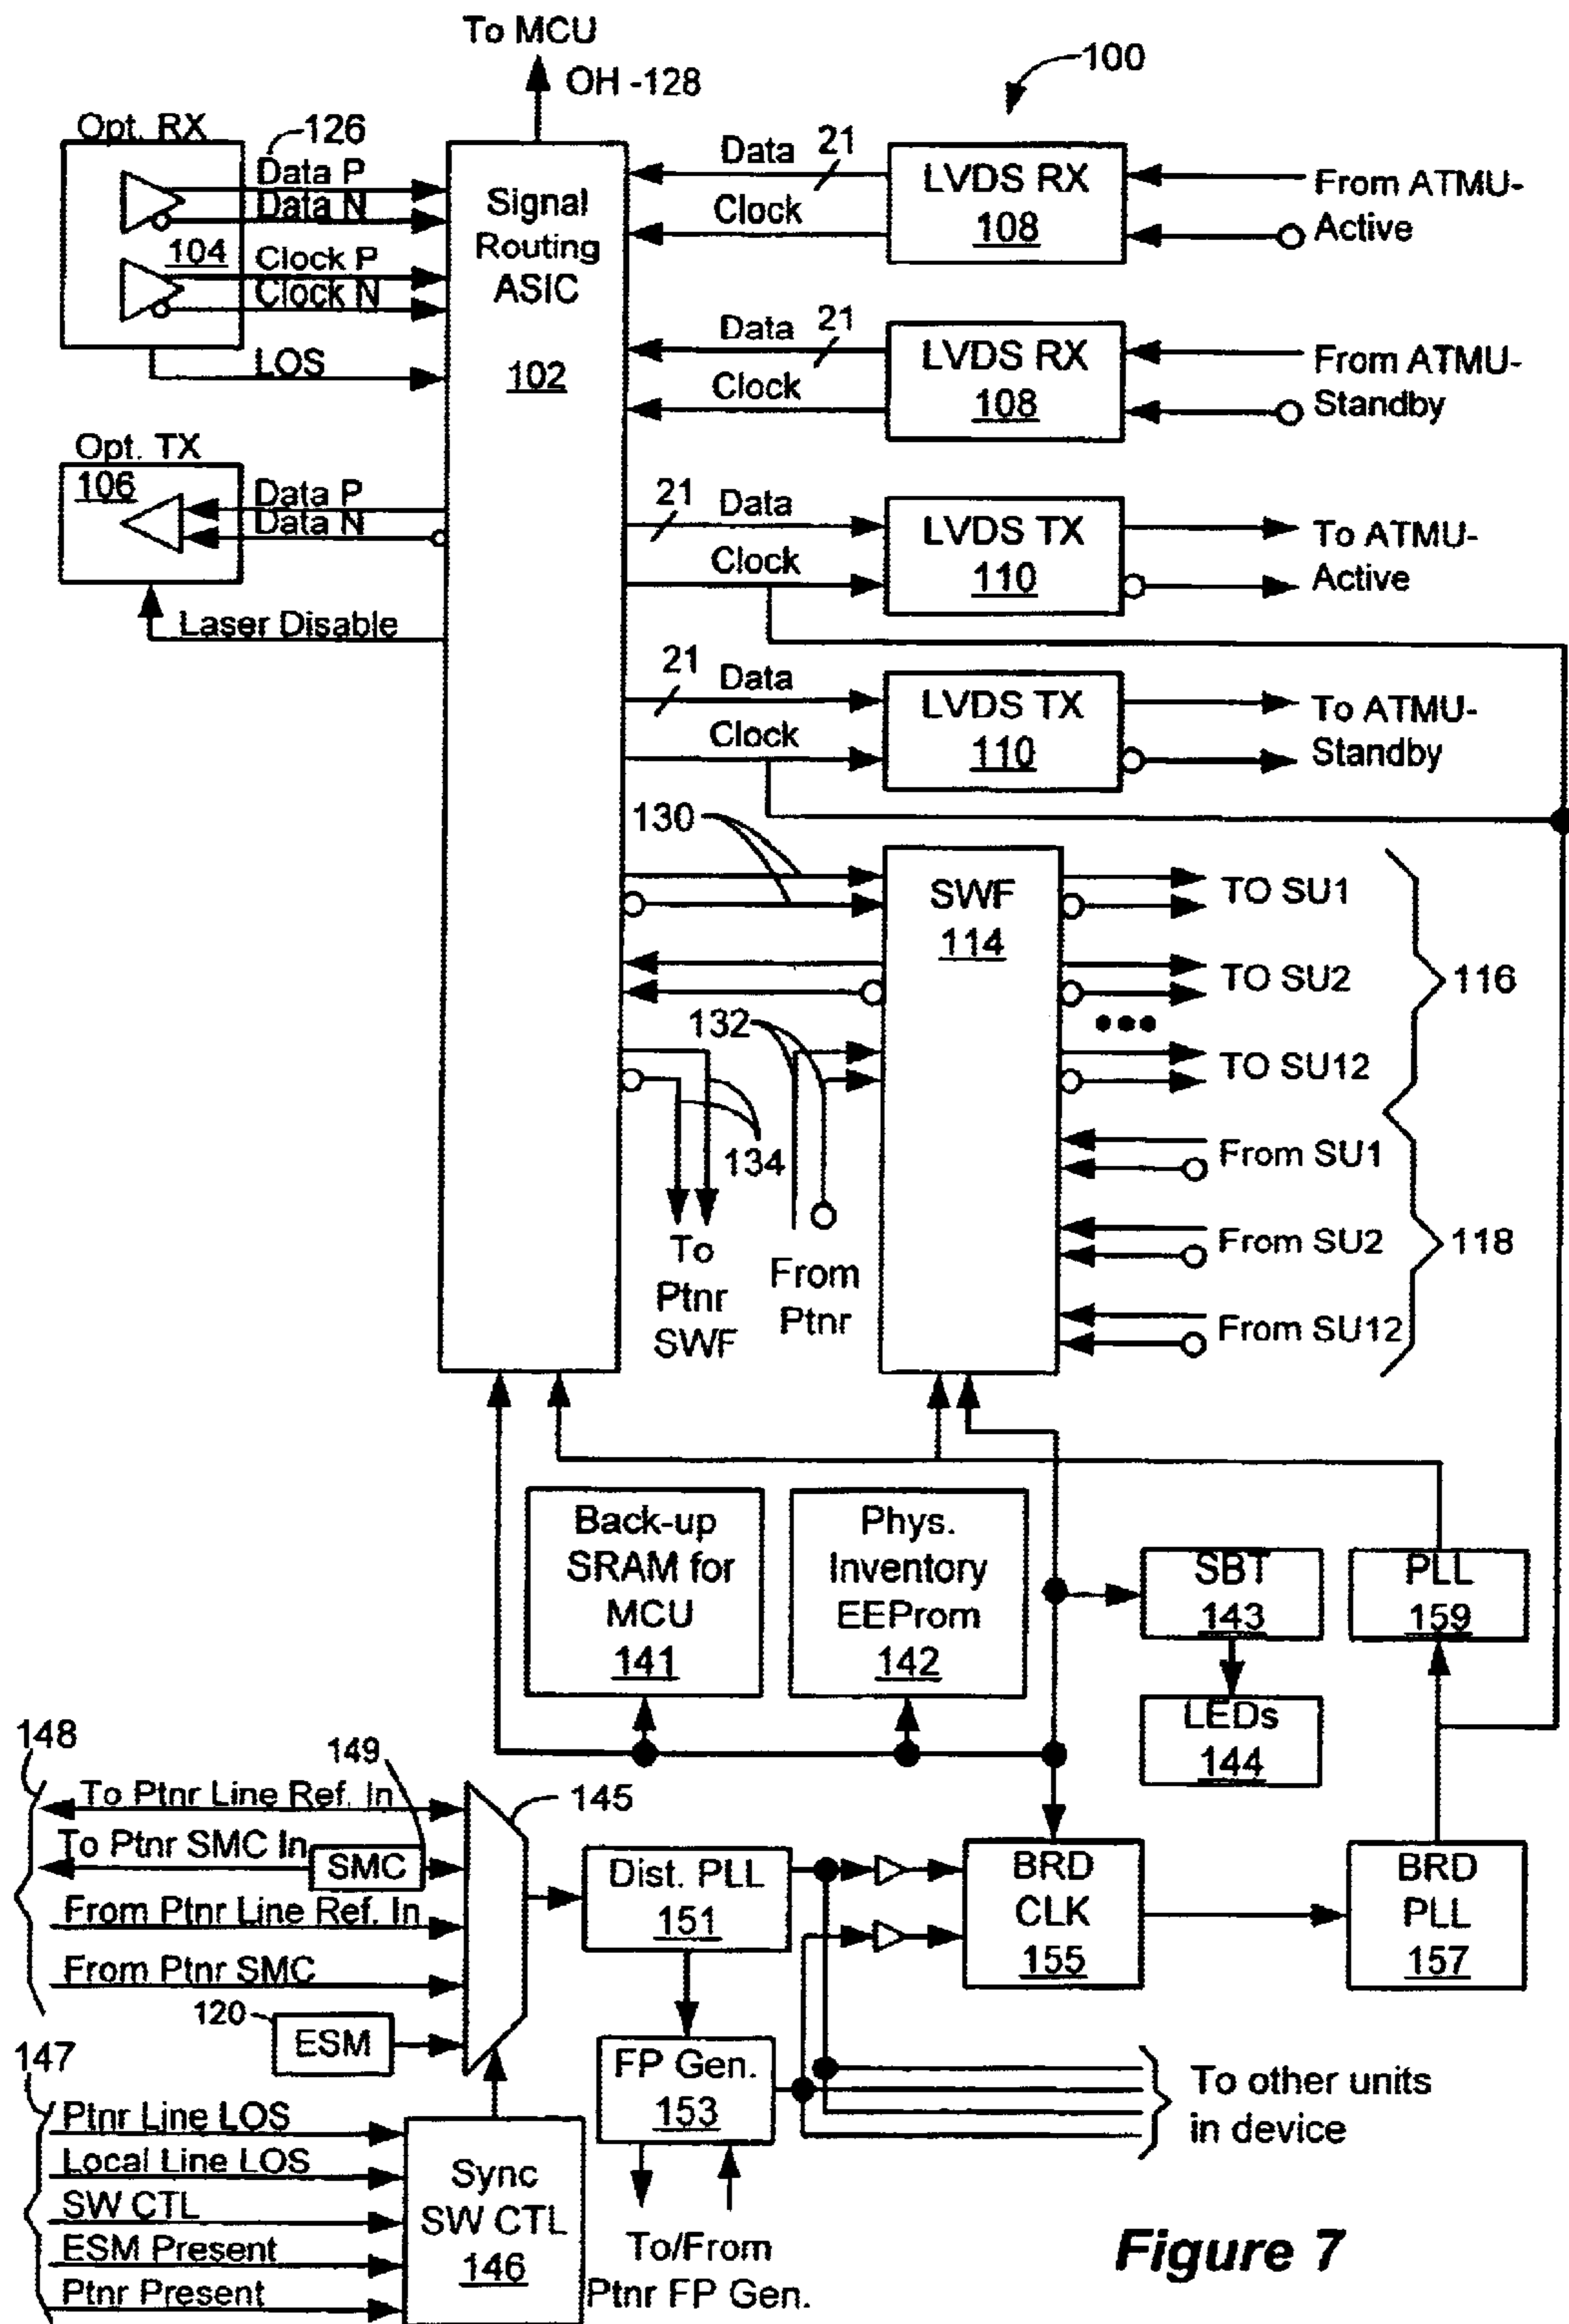 To MCU
OH -128
100
Opt. RX
126
Data P
Data N
104
Clock P
Clock N
LOS
Signal
Routing
ASIC
102
Data
21
Clock
LVDS RX
108
From ATMU-
Active
Data
21
Clock
LVDS RX
108
From ATMU-
Standby
Opt. TX
106
Data P
Data N
Laser Disable
21
Data
Clock
LVDS TX
110
To ATMU-
Active
21
Data
Clock
LVDS TX
110
To ATMU-
Standby
130
SWF
114
TO SU1
TO SU2
116
132
TO SU12
134
From SU1
From SU2
118
From SU12
To
Ptnr
SWF
From
Ptnr
Back-up
SRAM for
MCU
141
Phys.
Inventory
EEProm
142
SBT
143
PLL
159
LEDs
144
148
149
145
To Ptnr Line Ref. In
To Ptnr SMC In
SMC
From Ptnr Line Ref. In
From Ptnr SMC
120
ESM
Dist. PLL
151
BRD
CLK
155
BRD
PLL
157
FP Gen.
153
To other units
in device
147
Ptnr Line LOS
Local Line LOS
SW CTL
ESM Present
Ptnr Present
Sync
SW CTL
146
To/From
Ptnr FP Gen.
Figure 7